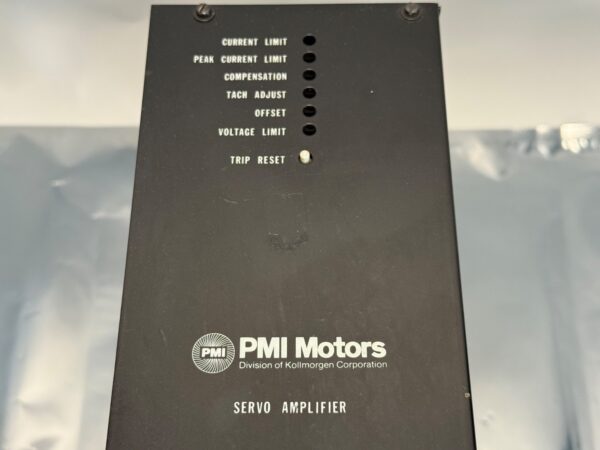 CURRENT LIMIT
PEAK CURRENT LIMIT
COMPENSATION
TACH ADJUST
OFFSET
VOLTAGE LIMIT
TRIP RESET
PMI PMI Motors
Division of Kollmorgen Corporation
SERVO AMPLIFIER